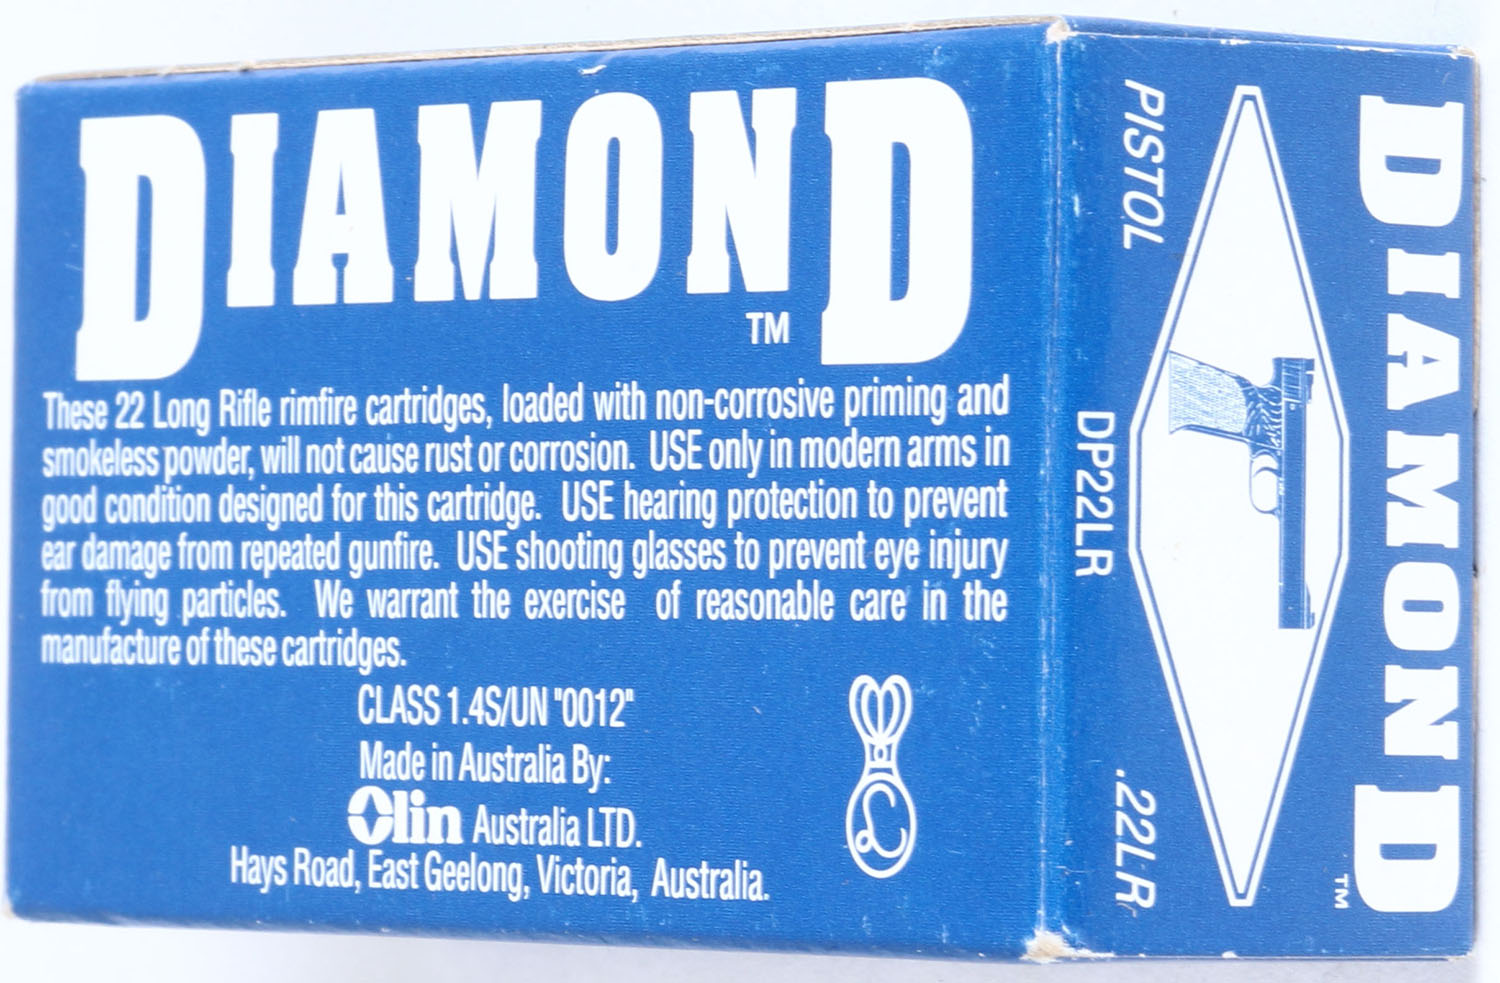 DIAMOND
TM
These 22 Long Rifle rimfire cartridges, loaded with non-corrosive priming and
smokeless powder, will not cause rust or corrosion. USE only in modern arms in
good condition designed for this cartridge. USE hearing protection to prevent
ear damage from repeated gunfire. USE shooting glasses to prevent eye injury
from flying particles. We warrant the exercise of reasonable care in the
manufacture of these cartridges.
CLASS 1.4S/UN "0012"
Made in Australia By:
Olin Australia LTD.
Hays Road, East Geelong, Victoria, Australia.
DIAMOND
TM
PISTOL
.22LR
DP22LR